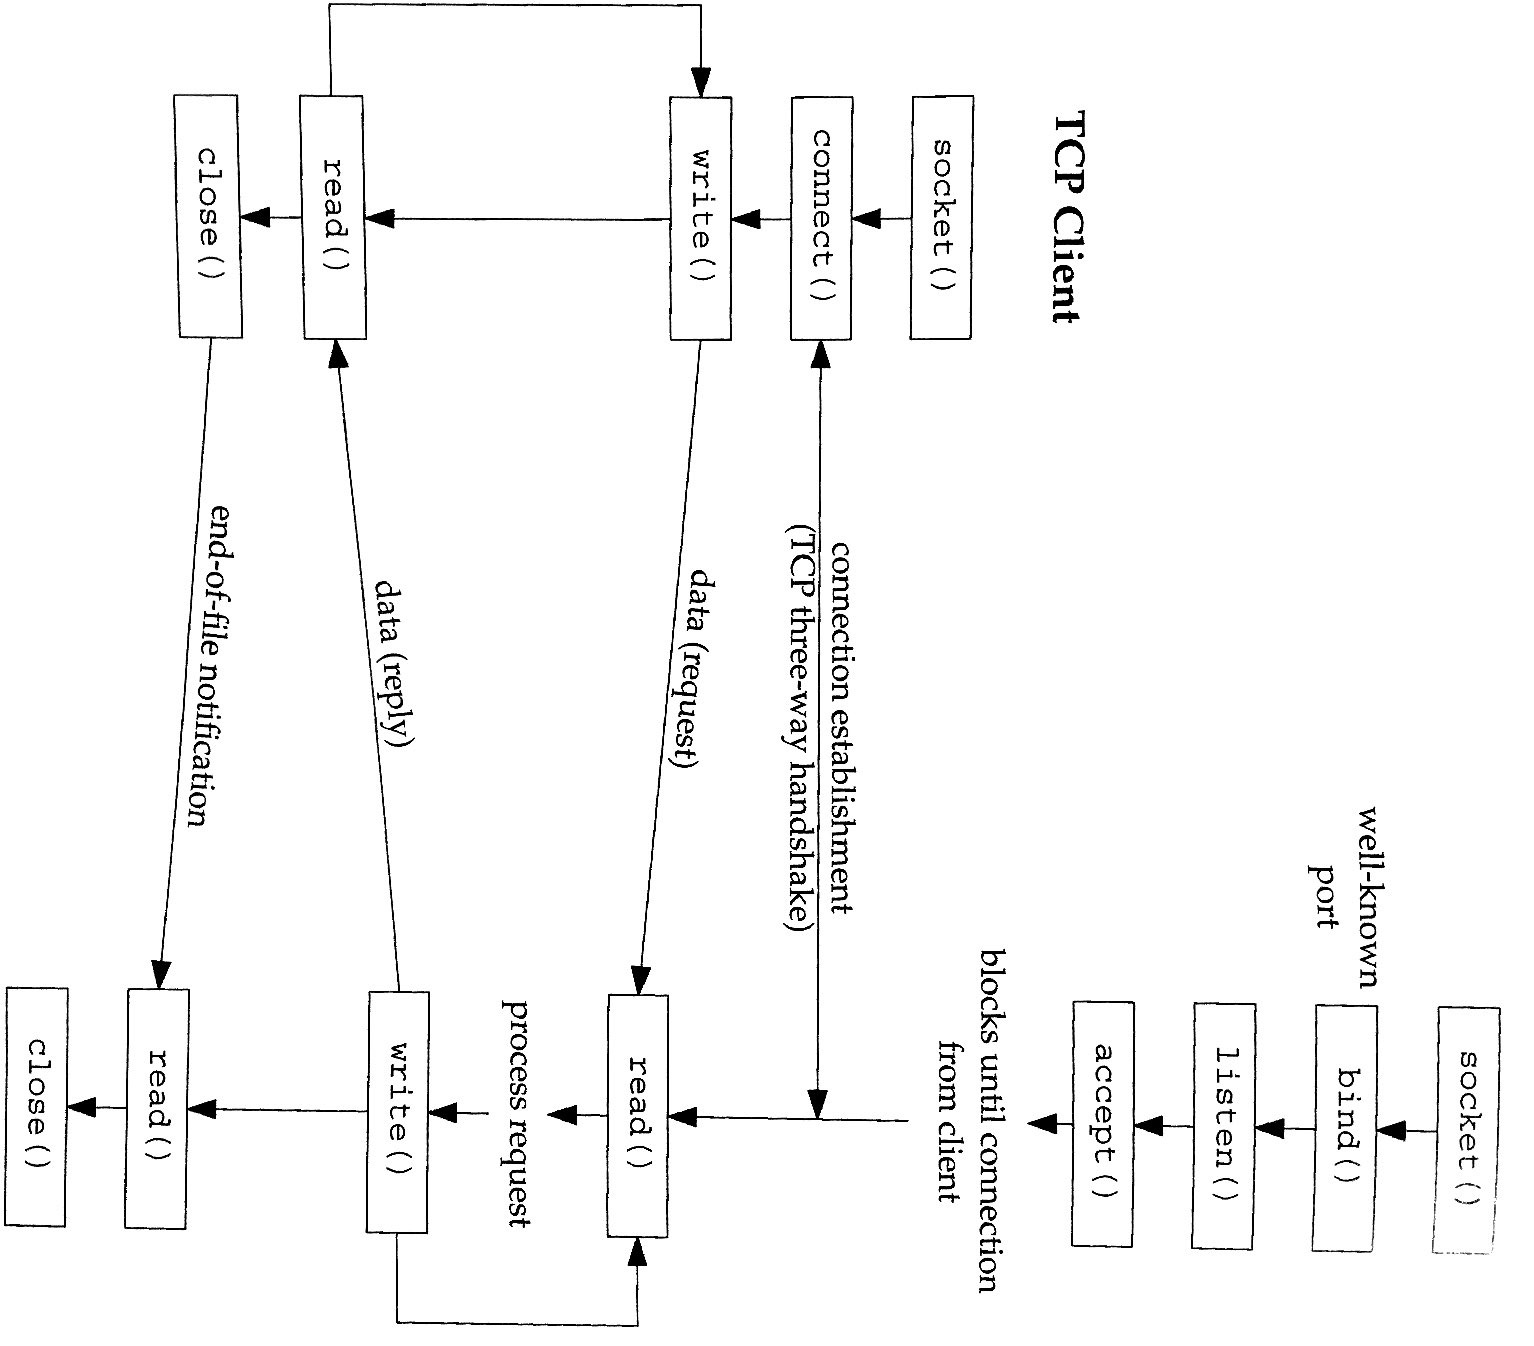 socket()
well-known
port
bind()
listen()
TCP Client
accept()
socket()
blocks until connection
from client
connect()
connection establishment
(TCP three-way handshake)
write()
data (request)
read()
process request
data (reply)
write()
read()
close()
end-of-file notification
read()
close()